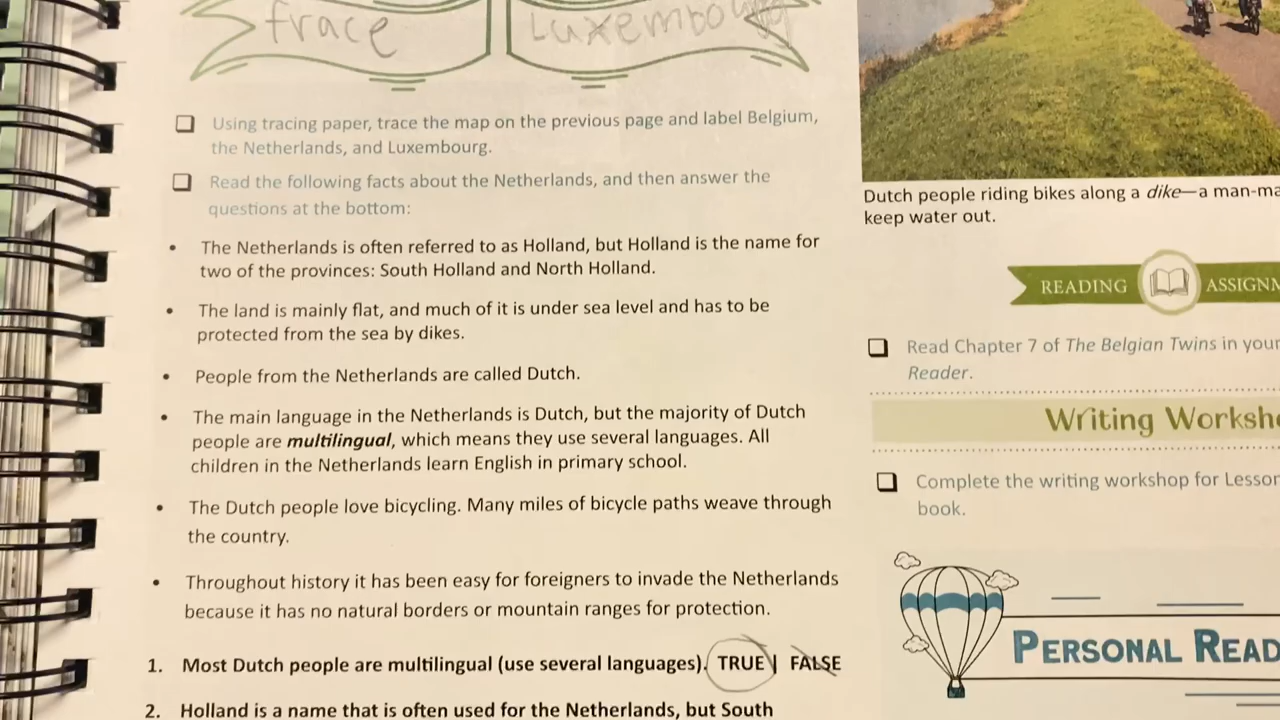 frace Luxembourg
Using tracing paper, trace the map on the previous page and label Belgium,
the Netherlands, and Luxembourg.
Read the following facts about the Netherlands, and then answer the
questions at the bottom:
• The Netherlands is often referred to as Holland, but Holland is the name for
two of the provinces: South Holland and North Holland.
• The land is mainly flat, and much of it is under sea level and has to be
protected from the sea by dikes.
• People from the Netherlands are called Dutch.
• The main language in the Netherlands is Dutch, but the majority of Dutch
people are multilingual, which means they use several languages. All
children in the Netherlands learn English in primary school.
• The Dutch people love bicycling. Many miles of bicycle paths weave through
the country.
• Throughout history it has been easy for foreigners to invade the Netherlands
because it has no natural borders or mountain ranges for protection.
1. Most Dutch people are multilingual (use several languages). TRUE | FALSE
2. Holland is a name that is often used for the Netherlands, but South
Dutch people riding bikes along a dike—a man-ma
keep water out.
READING ASSIGNM
Read Chapter 7 of The Belgian Twins in your
Reader.
Writing Worksh
Complete the writing workshop for Lesson
book.
PERSONAL READ